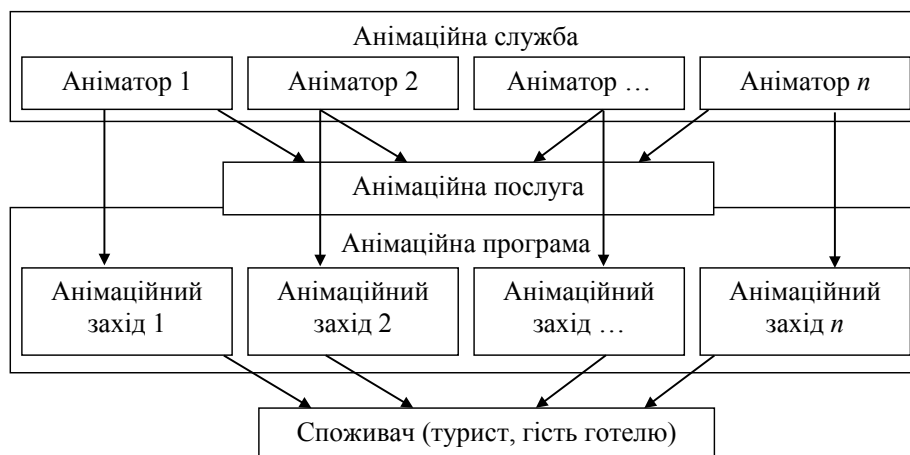 Анімаційна служба
Аніматор 1
Аніматор 2
Аніматор …
Аніматор n
Анімаційна послуга
Анімаційна програма
Анімаційний
захід 1
Анімаційний
захід 2
Анімаційний
захід …
Анімаційний
захід n
Споживач (турист, гість готелю)